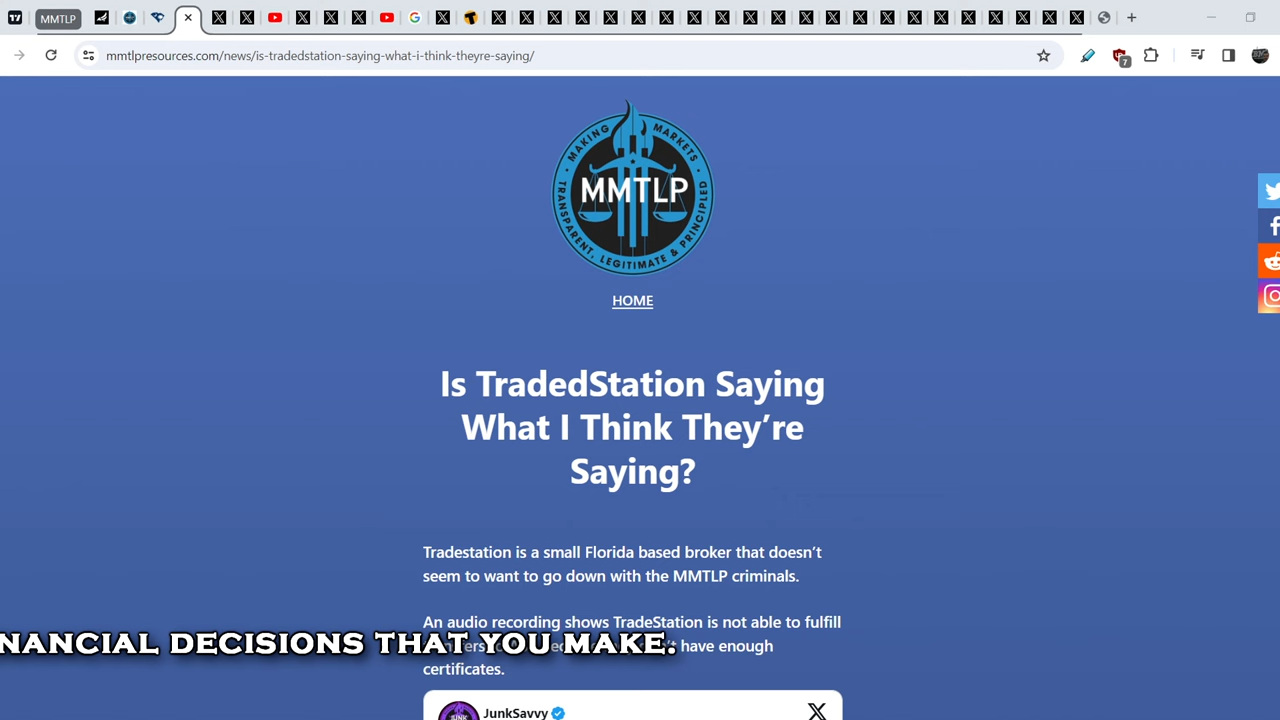 MMTLP
mmtlpresources.com/news/is-tradedstation-saying-what-i-think-theyre-saying/
7
MAKING MARKETS
MMTLP
TRANSPARENT, LEGITIMATE & PRINCIPLED
HOME
Is TradedStation Saying
What I Think They’re
Saying?
Tradestation is a small Florida based broker that doesn’t
seem to want to go down with the MMTLP criminals.
An audio recording shows TradeStation is not able to fulfill
NANCIAL DECISIONS THAT YOU MAKE.
have enough
certificates.
JunkSavvy